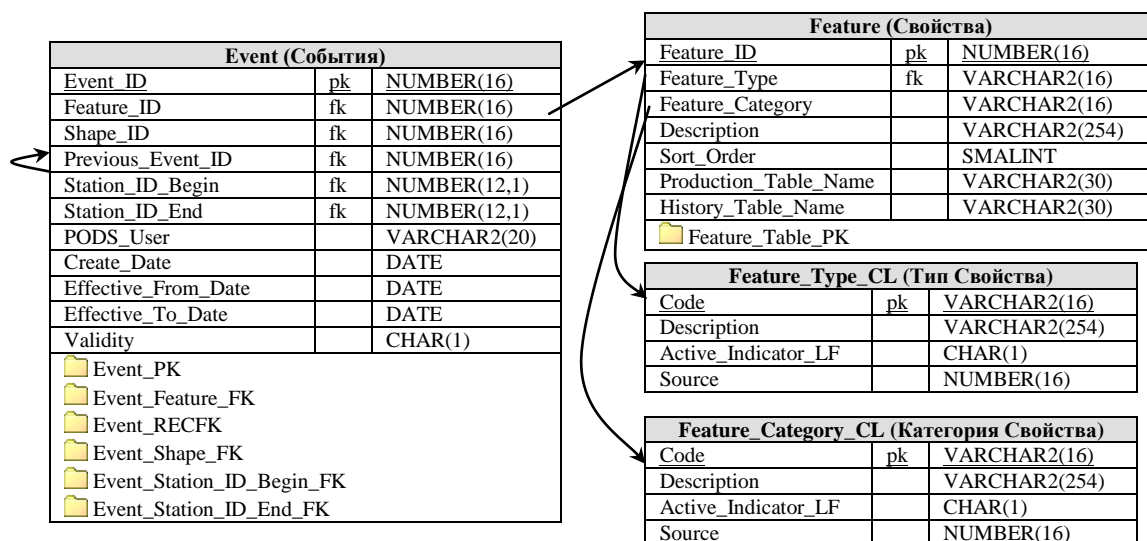 Event (События)
Event_ID pk NUMBER(16)
Feature_ID fk NUMBER(16)
Shape_ID fk NUMBER(16)
Previous_Event_ID fk NUMBER(16)
Station_ID_Begin fk NUMBER(12,1)
Station_ID_End fk NUMBER(12,1)
PODS_User VARCHAR2(20)
Create_Date DATE
Effective_From_Date DATE
Effective_To_Date DATE
Validity CHAR(1)
Event_PK
Event_Feature_FK
Event_RECFK
Event_Shape_FK
Event_Station_ID_Begin_FK
Event_Station_ID_End_FK
Feature (Свойства)
Feature_ID pk NUMBER(16)
Feature_Type fk VARCHAR2(16)
Feature_Category VARCHAR2(16)
Description VARCHAR2(254)
Sort_Order SMALINT
Production_Table_Name VARCHAR2(30)
History_Table_Name VARCHAR2(30)
Feature_Table_PK
Feature_Type_CL (Тип Свойства)
Code pk VARCHAR2(16)
Description VARCHAR2(254)
Active_Indicator_LF CHAR(1)
Source NUMBER(16)
Feature_Category_CL (Категория Свойства)
Code pk VARCHAR2(16)
Description VARCHAR2(254)
Active_Indicator_LF CHAR(1)
Source NUMBER(16)